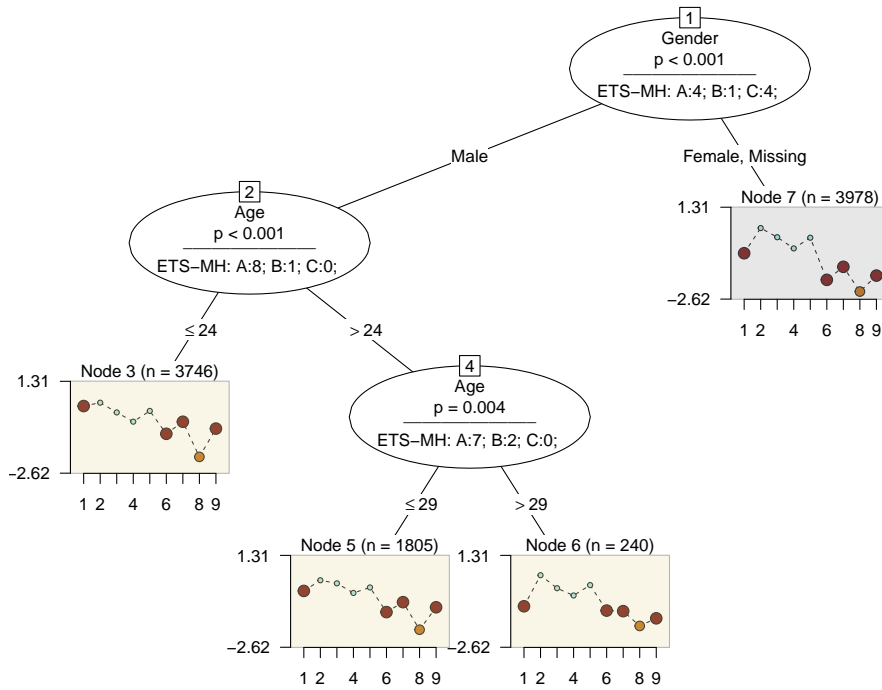 1
Gender
p < 0.001
ETS−MH: A:4; B:1; C:4;
Male
Female, Missing
2
Age
p < 0.001
ETS−MH: A:8; B:1; C:0;
Node 7 (n = 3978)
1.31
−2.62
1 2 4 6 8 9
≤ 24
> 24
Node 3 (n = 3746)
1.31
−2.62
1 2 4 6 8 9
4
Age
p = 0.004
ETS−MH: A:7; B:2; C:0;
≤ 29
> 29
Node 5 (n = 1805)
1.31
−2.62
1 2 4 6 8 9
Node 6 (n = 240)
1.31
−2.62
1 2 4 6 8 9